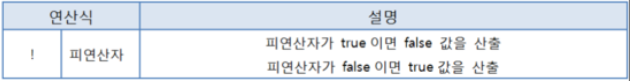 연산식 설명
! 피연산자 피연산자가 true 이면 false 값을 산출
피연산자가 false 이면 true 값을 산출